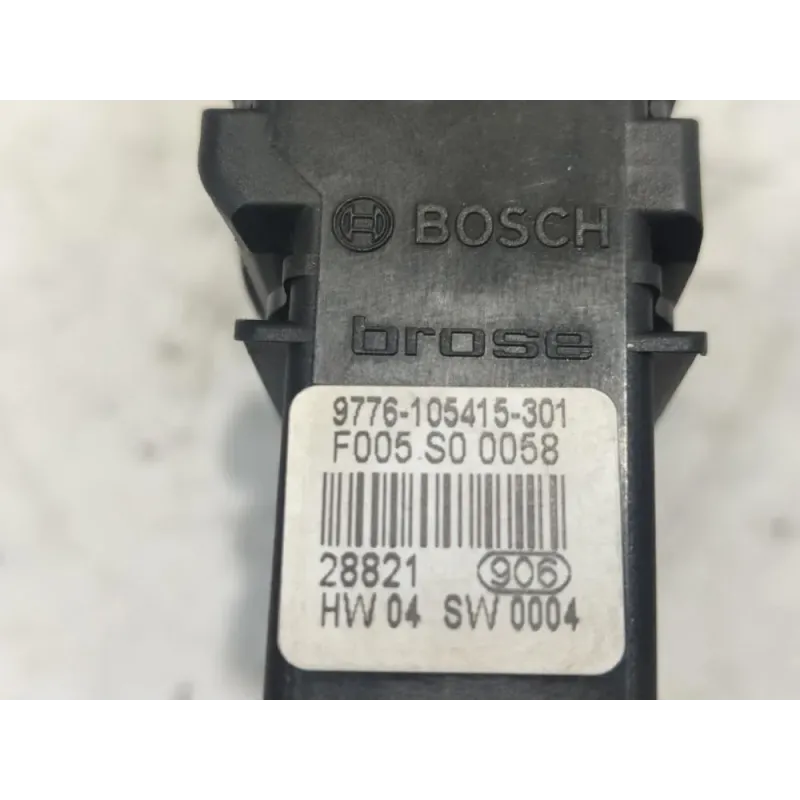 BOSCH
brose
9776-105415-301
F005 S0 0058
28821 906
HW 04 SW 0004